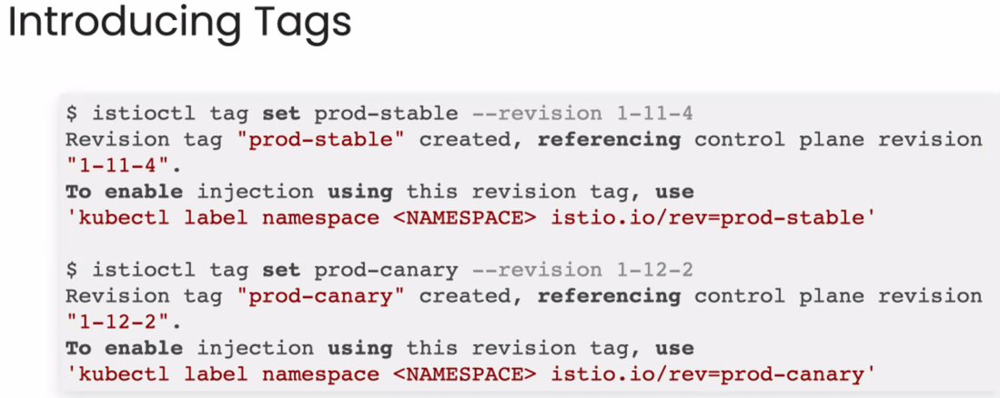 Introducing Tags
$ istioctl tag set prod-stable --revision 1-11-4
Revision tag "prod-stable" created, referencing control plane revision
"1-11-4".
To enable injection using this revision tag, use
'kubectl label namespace <NAMESPACE> istio.io/rev=prod-stable'
$ istioctl tag set prod-canary --revision 1-12-2
Revision tag "prod-canary" created, referencing control plane revision
"1-12-2".
To enable injection using this revision tag, use
'kubectl label namespace <NAMESPACE> istio.io/rev=prod-canary'